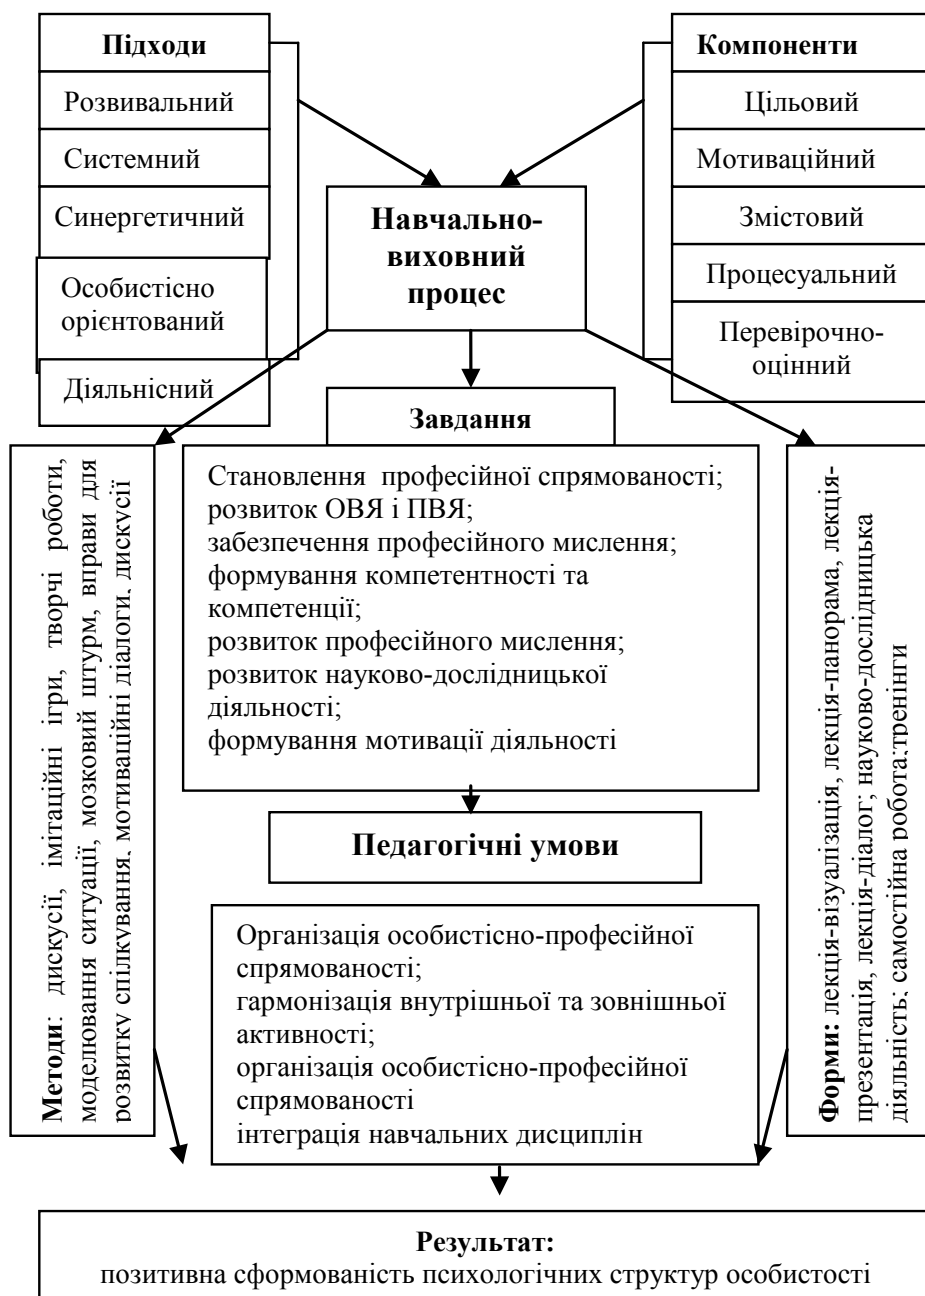 Підходи
Розвивальний
Системний
Синергетичний
Особистісно
орієнтований
Діяльнісний
Компоненти
Цільовий
Мотиваційний
Змістовий
Процесуальний
Перевірочно-
оцінний
Навчально-
виховний
процес
Завдання
Становлення професійної спрямованості;
розвиток ОВЯ і ПВЯ;
забезпечення професійного мислення;
формування компетентності та
компетенції;
розвиток професійного мислення;
розвиток науково-дослідницької
діяльності;
формування мотивації діяльності
Методи: дискусії, імітаційні ігри, творчі роботи,
моделювання ситуації, мозковий штурм, вправи для
розвитку спілкування, мотиваційні діалоги, дискусії
Форми: лекція-візуалізація, лекція-панорама, лекція-
презентація, лекція-діалог; науково-дослідницька
діяльність; самостійна робота;тренінги
Педагогічні умови
Організація особистісно-професійної
спрямованості;
гармонізація внутрішньої та зовнішньої
активності;
організація особистісно-професійної
спрямованості
інтеграція навчальних дисциплін
Результат:
позитивна сформованість психологічних структур особистості